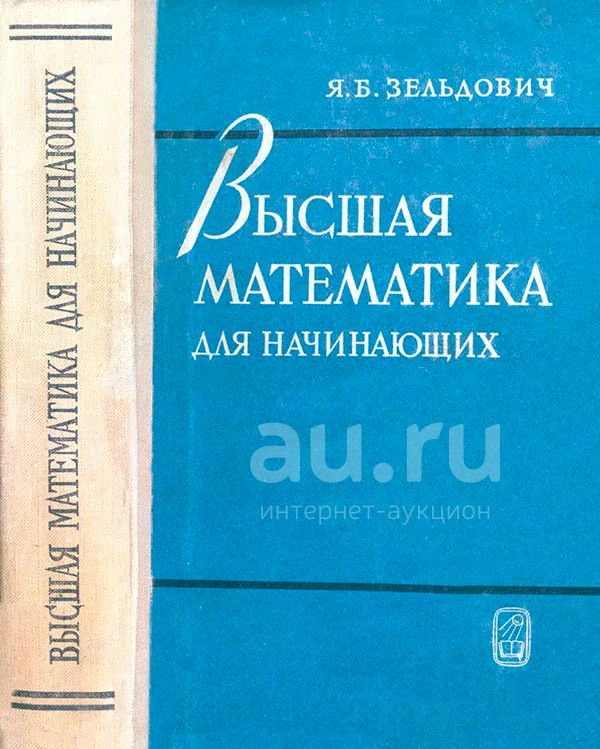 ВЫСШАЯ МАТЕМАТИКА ДЛЯ НАЧИНАЮЩИХ
Я. Б. ЗЕЛЬДОВИЧ
ВЫСШАЯ
МАТЕМАТИКА
ДЛЯ НАЧИНАЮЩИХ
au.ru
интернет-аукцион